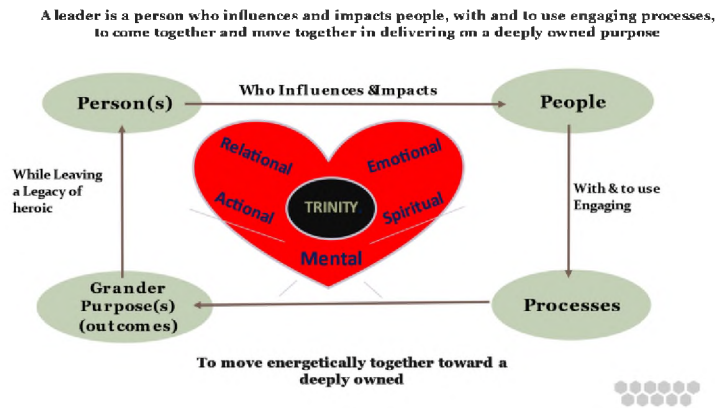 A leader is a person who influences and impacts people, with and to use engaging processes,
to come together and move together in delivering on a deeply owned purpose
Person(s)
Who Influences &Impacts
People
Relational
Emotional
While Leaving
a Legacy of
heroic
With & to use
Engaging
Actional
TRINITY
Spiritual
Mental
Grander
Purpose(s)
(outcomes)
Processes
To move energetically together toward a
deeply owned